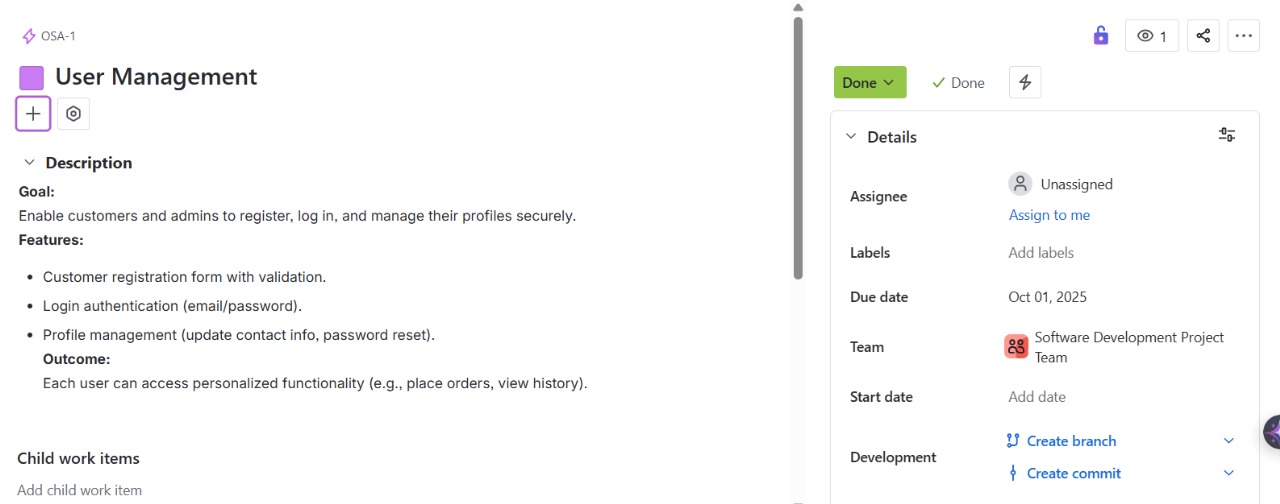 OSA-1
User Management
Description
Goal:
Enable customers and admins to register, log in, and manage their profiles securely.
Features:
• Customer registration form with validation.
• Login authentication (email/password).
• Profile management (update contact info, password reset).
Outcome:
Each user can access personalized functionality (e.g., place orders, view history).
Child work items
Add child work item
1
Done
Done
Details
Assignee
Unassigned
Assign to me
Labels
Add labels
Due date
Oct 01, 2025
Team
Software Development Project
Team
Start date
Add date
Development
Create branch
Create commit